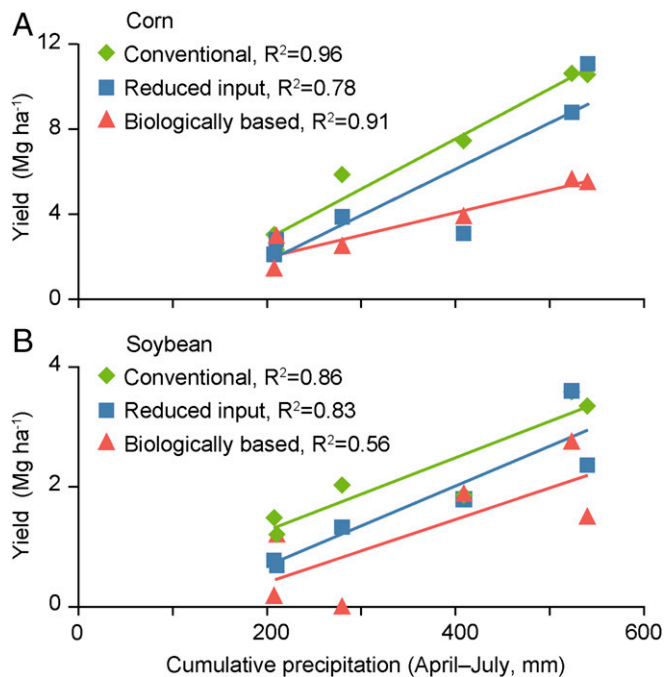 A
Corn
Conventional, R²=0.96
Reduced input, R²=0.78
Biologically based, R²=0.91
12
8
4
0
Yield (Mg ha⁻¹)
B
Soybean
Conventional, R²=0.86
Reduced input, R²=0.83
Biologically based, R²=0.56
4
2
0
Yield (Mg ha⁻¹)
0 200 400 600
Cumulative precipitation (April–July, mm)